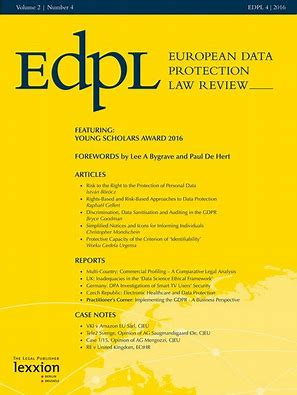 Volume 2 | Number 4
EDPL 4 | 2016
EdpL
EUROPEAN DATA
PROTECTION
LAW REVIEW
FEATURING:
YOUNG SCHOLARS AWARD 2016
FOREWORDS by Lee A Bygrave and Paul De Hert
ARTICLES
• Risk to the Right to the Protection of Personal Data
István Böröcz
• Rights-Based and Risk-Based Approaches to Data Protection
Raphaël Gellert
• Discrimination, Data Sanitisation and Auditing in the GDPR
Bryce Goodman
• Simplified Notices and Icons for Informing Individuals
Christopher Mondschein
• Protective Capacity of the Criterion of 'Identifiability'
Worku Gedefa Urgessa
REPORTS
• Multi-Country: Commercial Profiling – A Comparative Legal Analysis
• UK: Inadequacies in the 'Data Science Ethical Framework'
• Germany: DPA Investigations of Smart TV Users' Security
• Czech Republic: Electronic Healthcare and Data Protection
• Practitioner's Corner: Implementing the GDPR - A Business Perspective
CASE NOTES
• VKI v Amazon EU Sàrl, CJEU
• Tele2 Sverige, Opinion of AG Saugmandsgaard Øe, CJEU
• Case 1/15, Opinion of AG Mengozzi, CJEU
• RE v United Kingdom, ECtHR
THE LEGAL PUBLISHER
lexxion
BERLIN
BRUSSELS